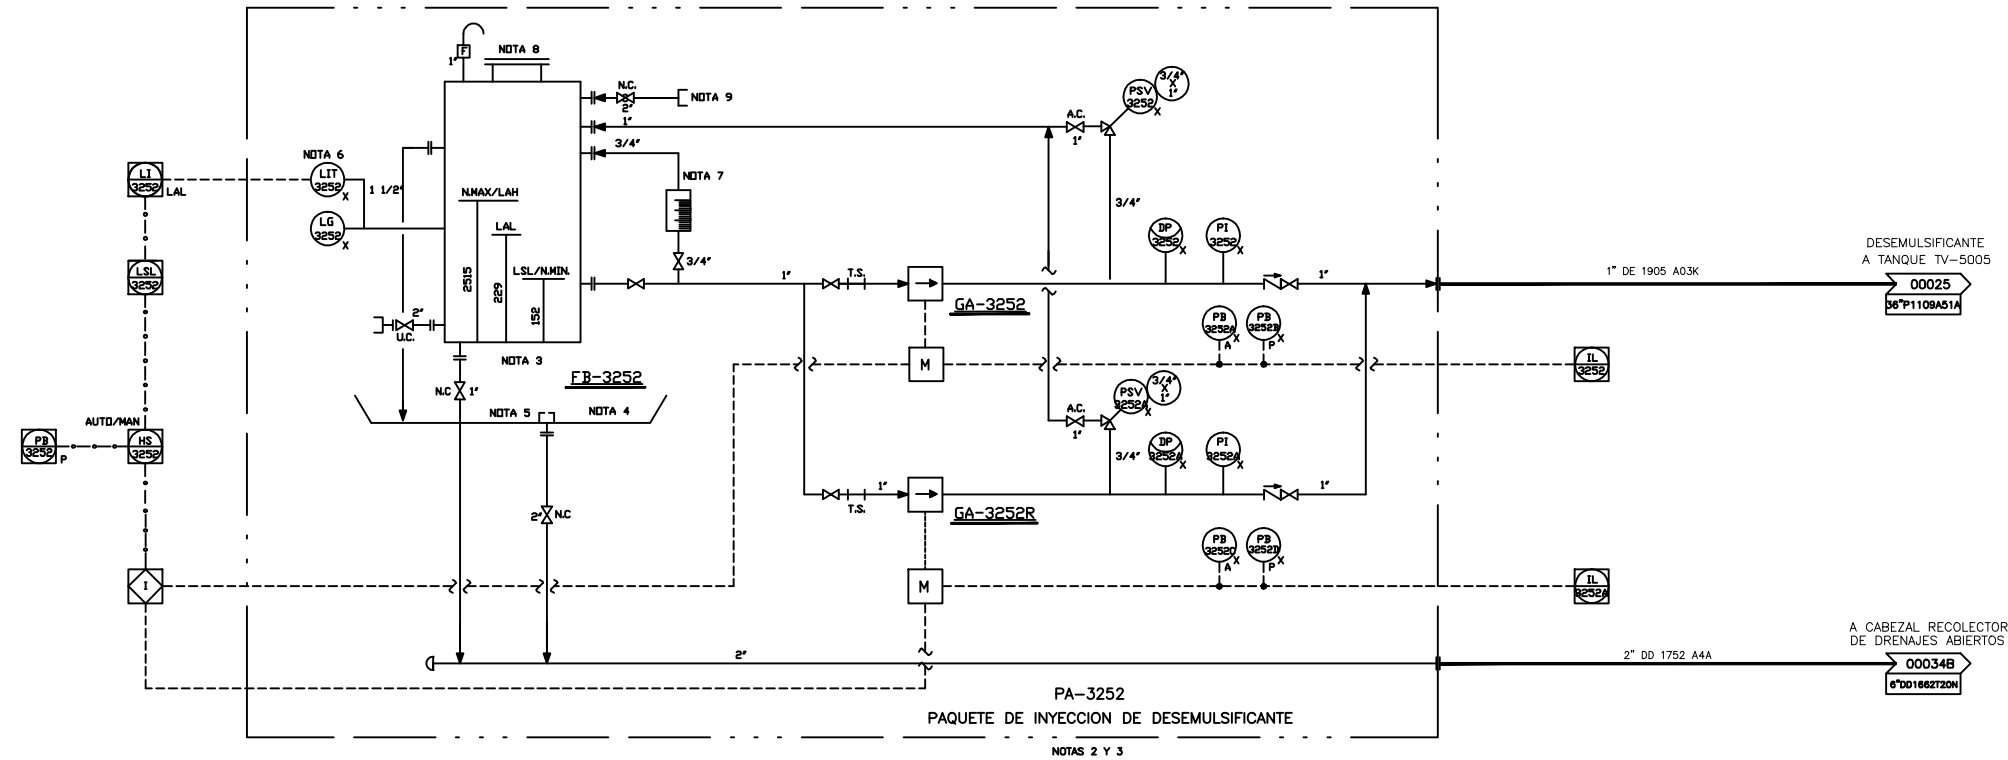 F
1"
NOTA 8
N.C.
2"
NOTA 9
1"
3/4"
NOTA 7
3/4"
A.C.
1"
PSV
3252
X
3/4"
X
1"
3/4"
NOTA 6
LIT
3252
X
1 1/2"
LG
3252
X
LI
3252
LAL
LSL
3252
N.MAX/LAH
LAL
LSL/N.MIN.
2515
229
152
2"
U.C.
NOTA 3
FB-3252
N.C
1"
NOTA 5
NOTA 4
2"
N.C
AUTO/MAN
PB
3252
P
HS
3252
I
1"
T.S.
GA-3252
M
DP
3252
X
PI
3252
X
1"
PB
3252A
X
A
PB
3252B
X
P
IL
3252
A.C.
1"
PSV
3252A
X
3/4"
X
1"
3/4"
DP
3252A
X
PI
3252A
X
1"
1"
T.S.
GA-3252R
M
PB
3252C
X
A
PB
3252D
X
P
IL
3252A
2"
DESEMULSIFICANTE
A TANQUE TV-5005
1" DE 1905 A03K
00025
36"P1109A51A
A CABEZAL RECOLECTOR
DE DRENAJES ABIERTOS
2" DD 1752 A4A
00034B
6"DD1662T20N
PA-3252
PAQUETE DE INYECCION DE DESEMULSIFICANTE
NOTAS 2 Y 3